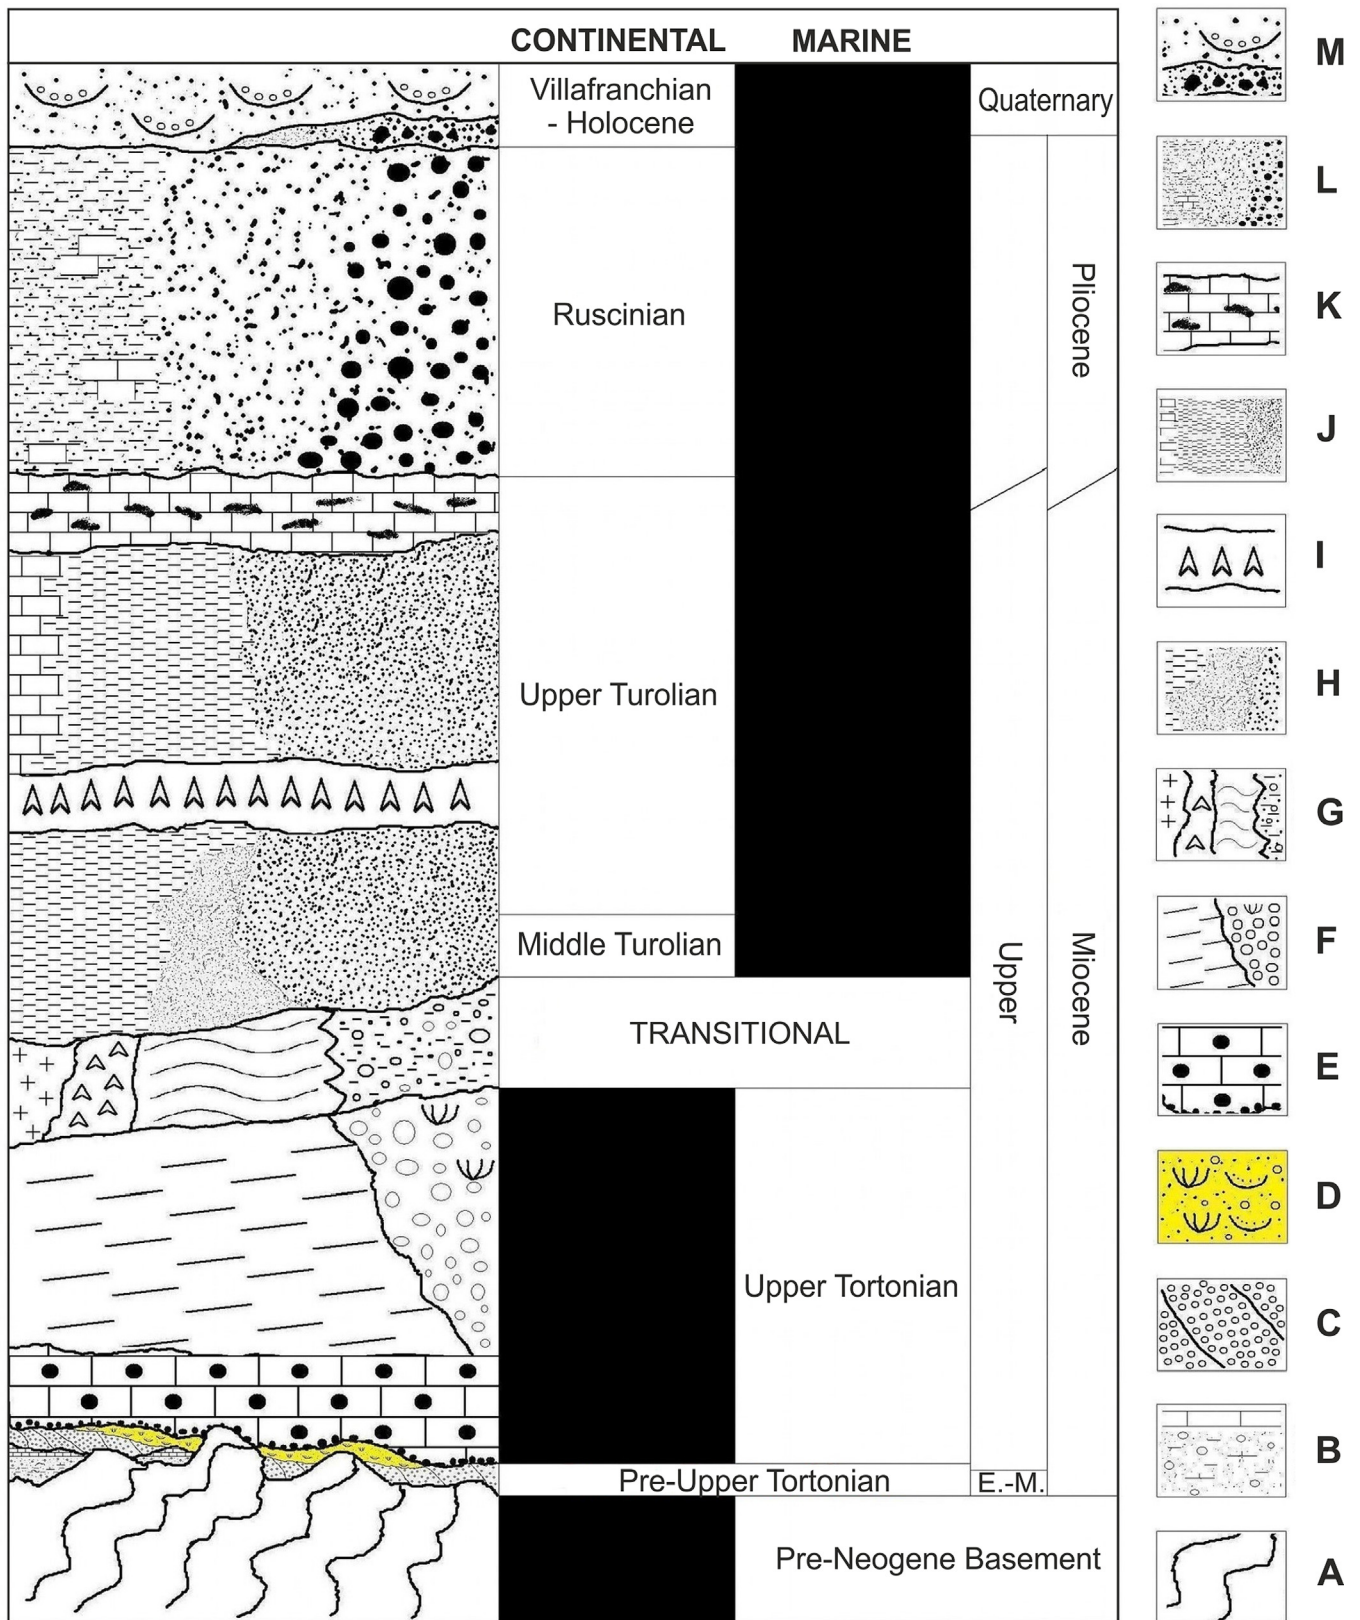 CONTINENTAL MARINE
Villafranchian
- Holocene
Quaternary
Ruscinian
Pliocene
Upper Turolian
Middle Turolian
TRANSITIONAL
Upper
Miocene
Upper Tortonian
Pre-Upper Tortonian
E.-M.
Pre-Neogene Basement
M
L
K
J
I
H
G
F
E
D
C
B
A